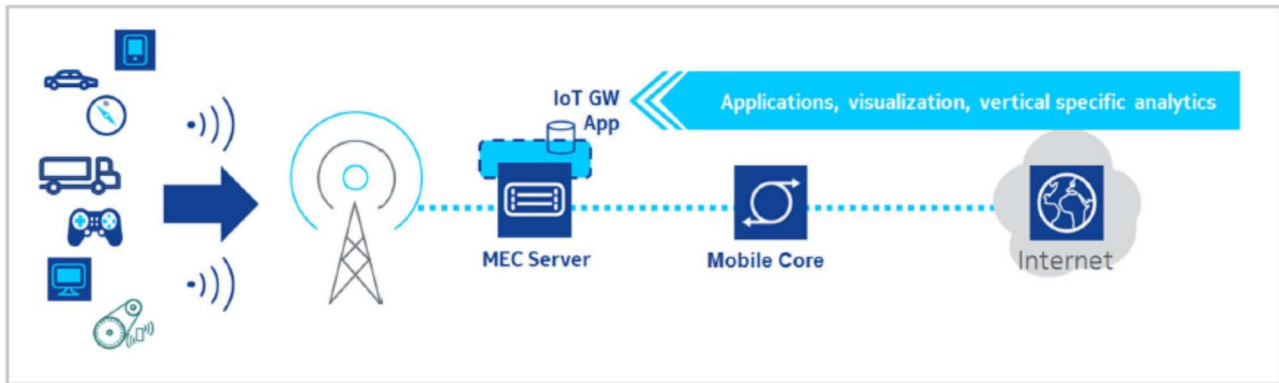 IoT GW
App
Applications, visualization, vertical specific analytics
N
MEC Server
Mobile Core
Internet